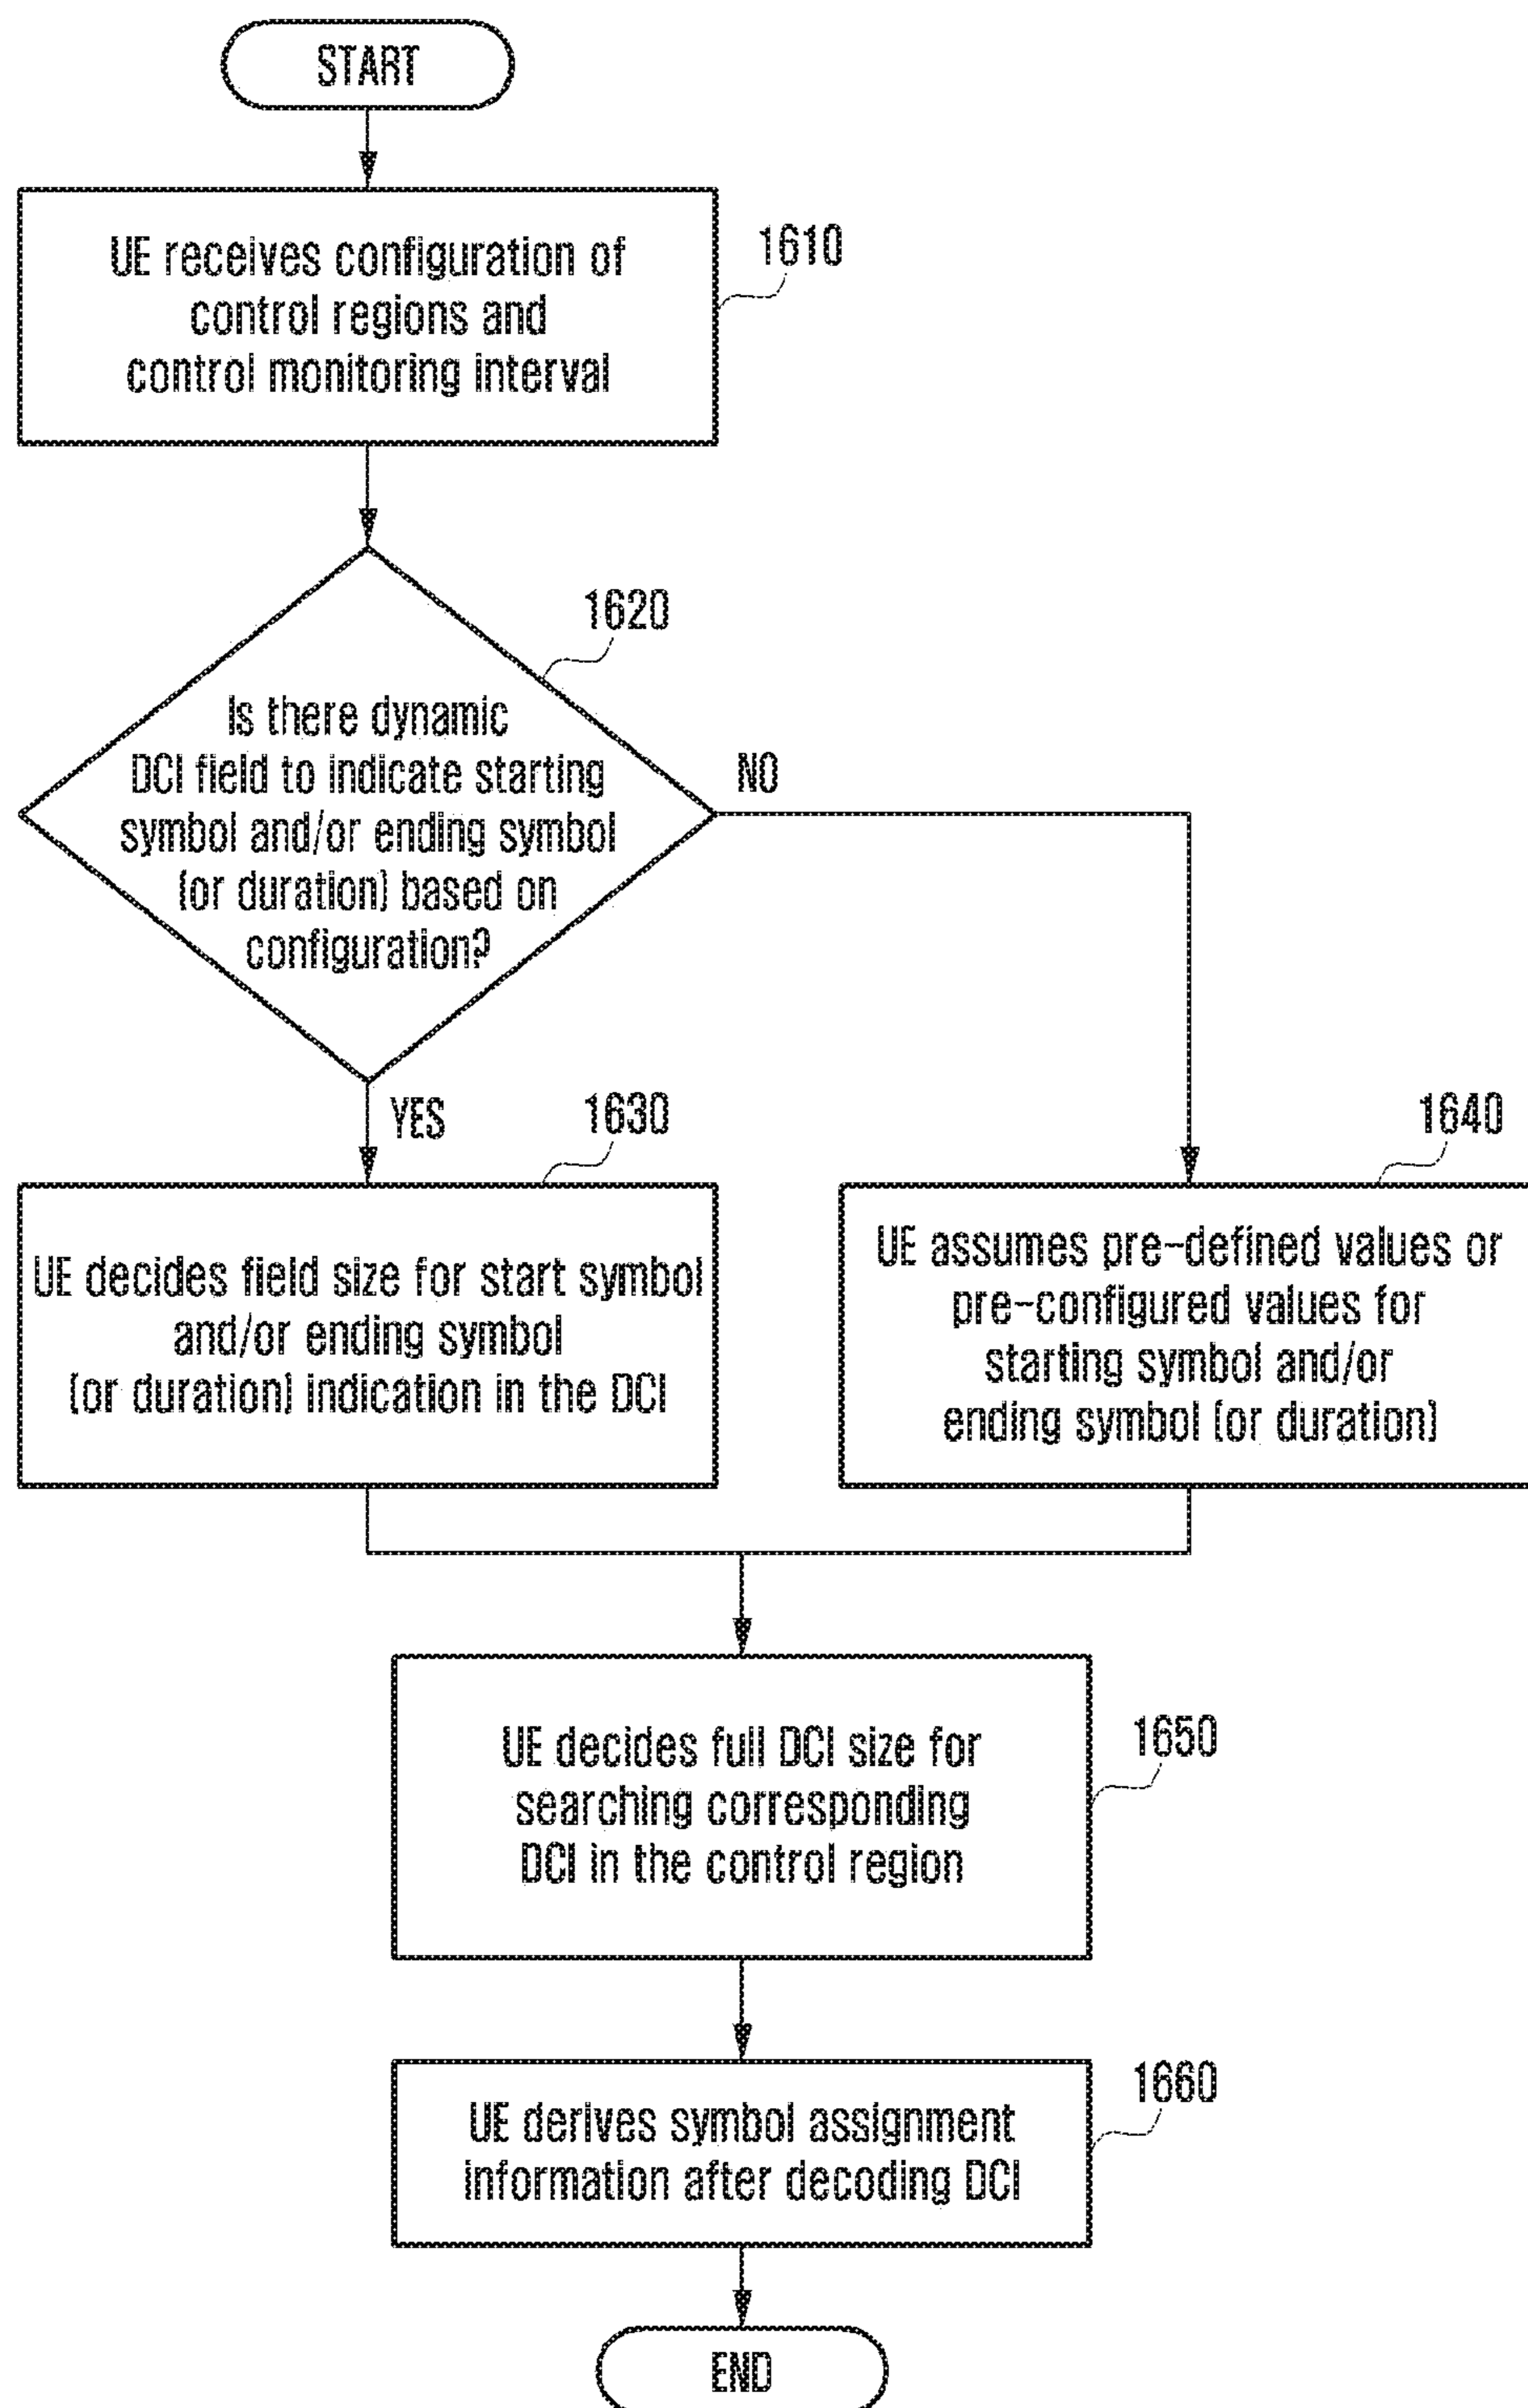 START
UE receives configuration of
control regions and
control monitoring interval
1610
1620
Is there dynamic
DCI field to indicate starting
symbol and/or ending symbol
(or duration) based on
configuration?
NO
YES
1630
1640
UE decides field size for start symbol
and/or ending symbol
(or duration) indication in the DCI
UE assumes pre-defined values or
pre-configured values for
starting symbol and/or
ending symbol (or duration)
UE decides full DCI size for
searching corresponding
DCI in the control region
1650
1660
UE derives symbol assignment
information after decoding DCI
END